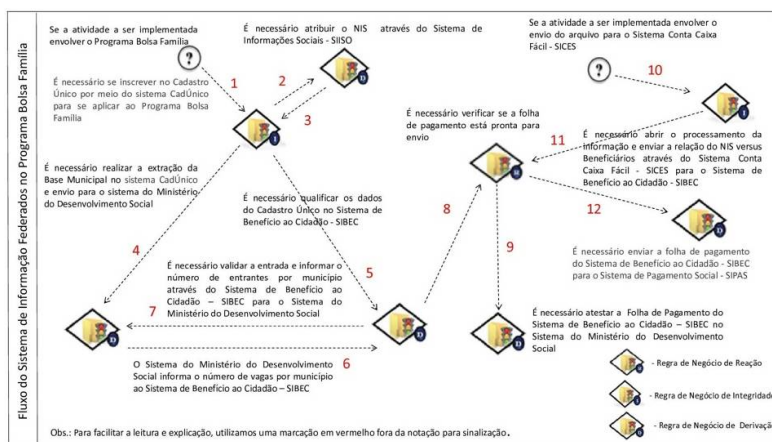 Fluxo do Sistema de Informação Federados no Programa Bolsa Família
Se a atividade a ser implementada
envolver o Programa Bolsa Família
?
É necessário se inscrever no Cadastro
Único por meio do sistema CadÚnico
para se aplicar ao Programa Bolsa
Família
1
2
3
É necessário atribuir o NIS através do Sistema de
Informações Sociais - SIISO
D
I
Se a atividade a ser implementada envolver o
envio do arquivo para o Sistema Conta Caixa
Fácil - SICES
?
10
I
É necessário verificar se a folha
de pagamento está pronta para
envio
11
É necessário abrir o processamento da
informação e enviar a relação do NIS versus
Beneficiários através do Sistema Conta
Caixa Fácil - SICES para o Sistema de
Benefício ao Cidadão - SIBEC
R
É necessário realizar a extração da
Base Municipal no sistema CadÚnico
e envio para o sistema do Ministério
do Desenvolvimento Social
É necessário qualificar os dados
do Cadastro Único no Sistema de
Benefício ao Cidadão - SIBEC
8
12
D
4
9
É necessário enviar a folha de pagamento
do Sistema de Benefício ao Cidadão - SIBEC
para o Sistema de Pagamento Social - SIPAS
É necessário validar a entrada e informar o
número de entrantes por município
através do Sistema de Benefício ao
Cidadão – SIBEC para o Sistema do
Ministério do Desenvolvimento Social
5
7
D
D
D
É necessário atestar a Folha de Pagamento do
Sistema de Benefício ao Cidadão – SIBEC no
Sistema do Ministério do Desenvolvimento
Social
6
O Sistema do Ministério do Desenvolvimento
Social informa o número de vagas por município
ao Sistema de Benefício ao Cidadão – SIBEC
R - Regra de Negócio de Reação
I - Regra de Negócio de Integridade
D - Regra de Negócio de Derivação
Obs.: Para facilitar a leitura e explicação, utilizamos uma marcação em vermelho fora da notação para sinalização.